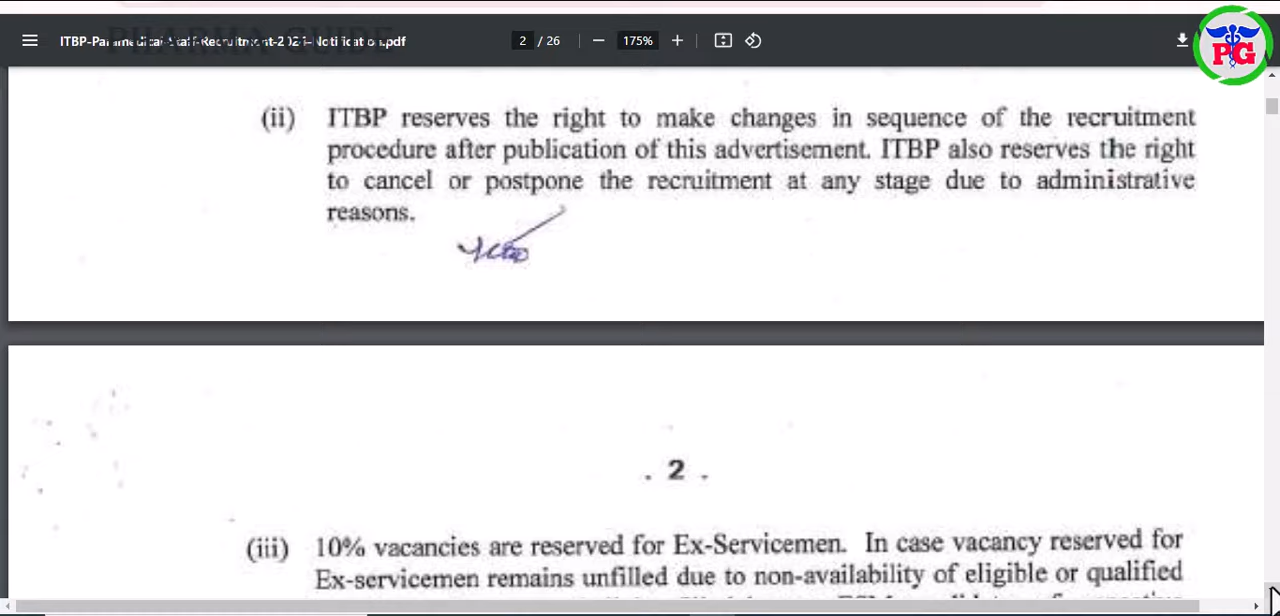 ITBP-Paramedical-Staff-Recruitment-2021-Notification.pdf
2 / 26
175%
PG
(ii) ITBP reserves the right to make changes in sequence of the recruitment
procedure after publication of this advertisement. ITBP also reserves the right
to cancel or postpone the recruitment at any stage due to administrative
reasons.
. 2 .
(iii) 10% vacancies are reserved for Ex-Servicemen. In case vacancy reserved for
Ex-servicemen remains unfilled due to non-availability of eligible or qualified